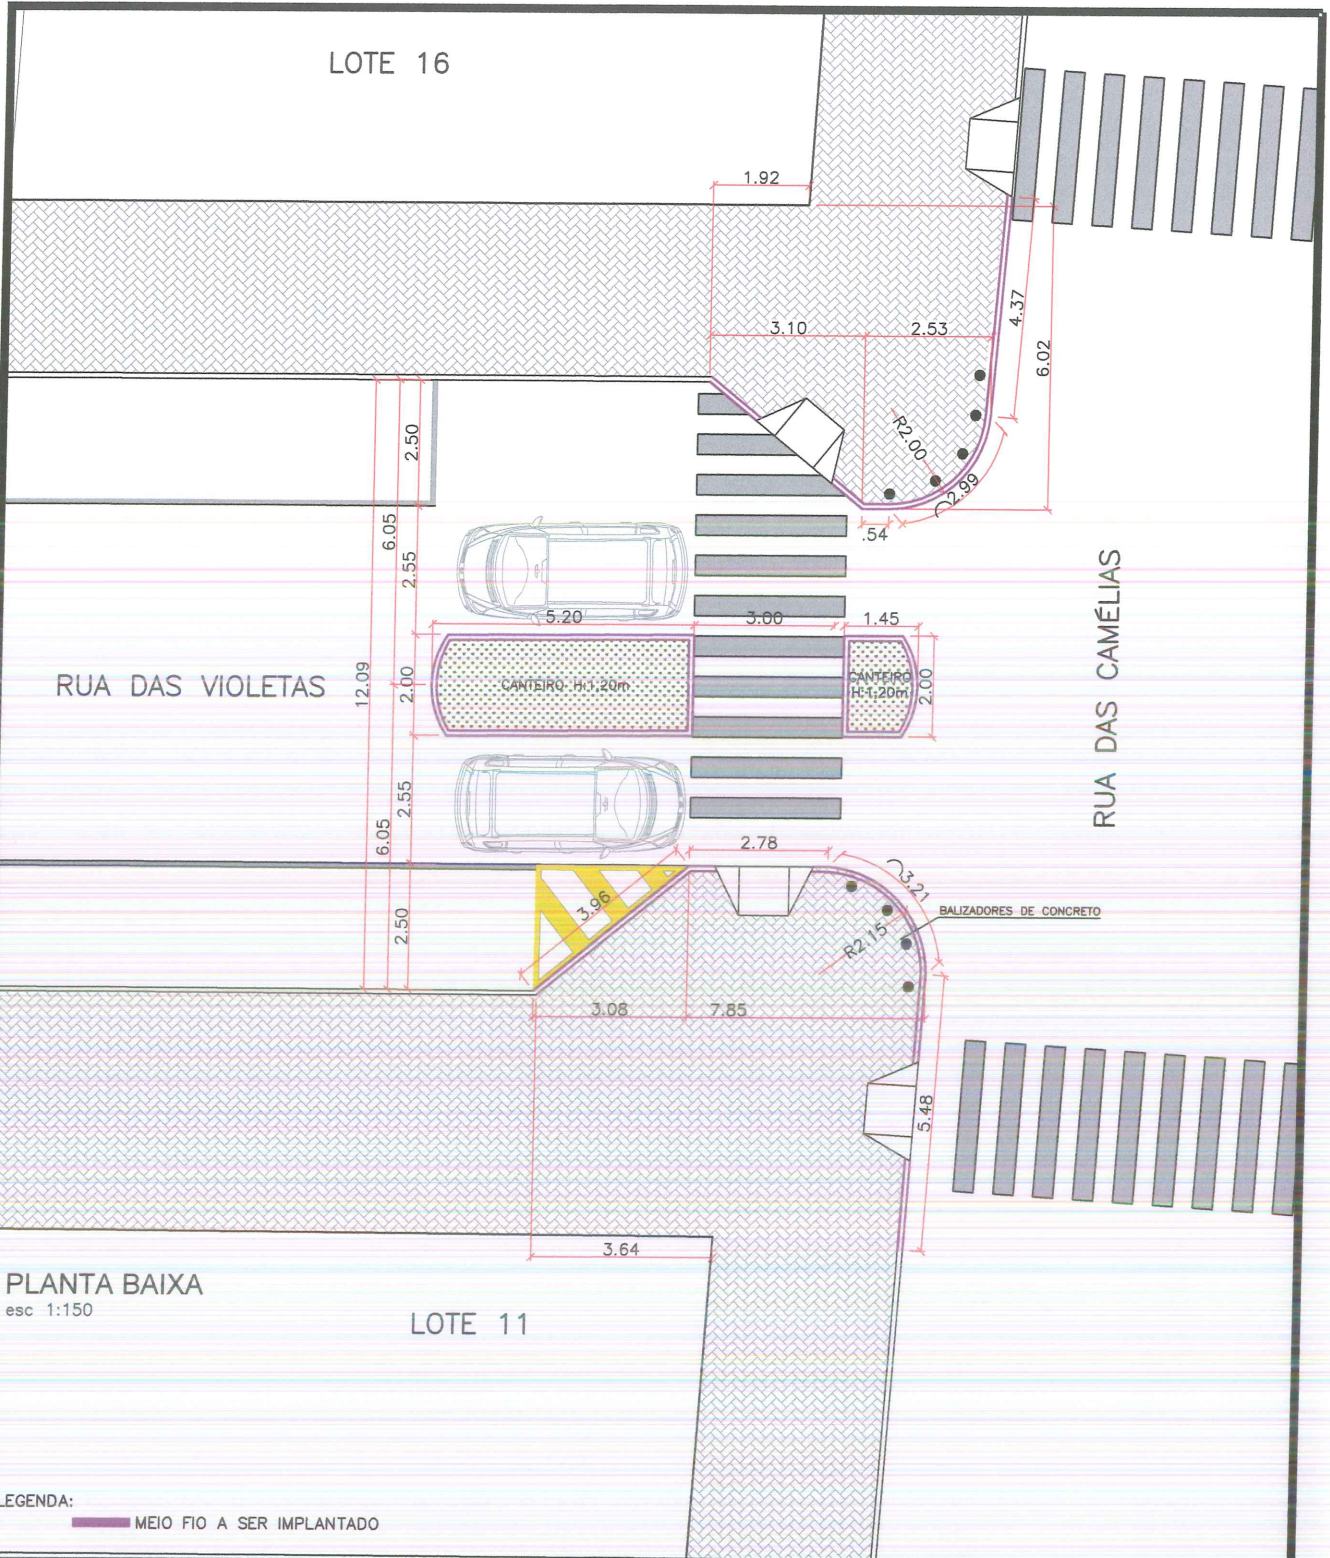 LOTE 16
1.92
3.10
2.53
4.37
6.02
R2.00
2.99
.54
2.50
6.05
2.55
12.09
2.00
5.20
3.00
1.45
CANTEIRO H:1,20m
CANTEIRO
H:1,20m
2.00
RUA DAS VIOLETAS
RUA DAS CAMÉLIAS
2.55
6.05
2.50
2.78
3.96
3.21
BALIZADORES DE CONCRETO
R2.15
3.08
7.85
5.48
3.64
PLANTA BAIXA
esc 1:150
LOTE 11
LEGENDA:
MEIO FIO A SER IMPLANTADO